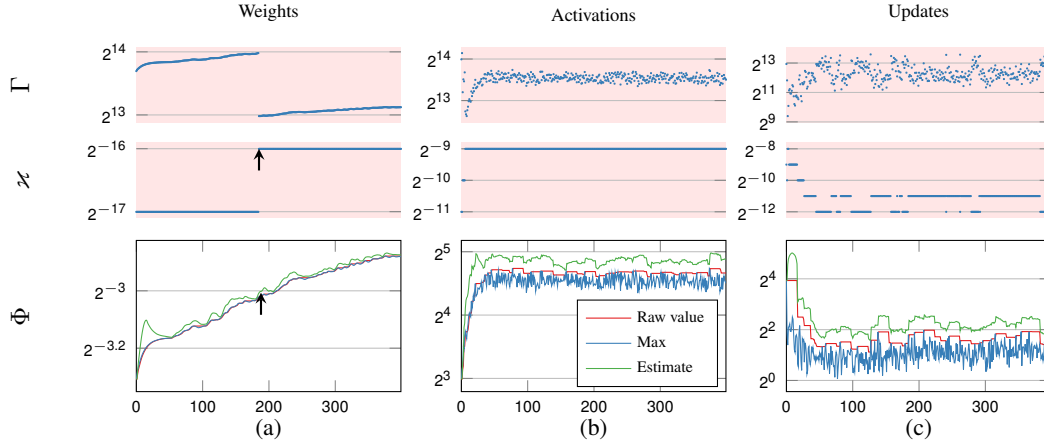 Weights Activations Updates
Γ 2^14 2^13 2^14 2^13 2^13 2^11 2^9
ϰ 2^−16 2^−17 2^−9 2^−10 2^−11 2^−8 2^−10 2^−12
Φ 2^−3 2^−3.2 2^5 2^4 2^3 2^4 2^2 2^0
Raw value
Max
Estimate
0 100 200 300 0 100 200 300 0 100 200 300
(a) (b) (c)